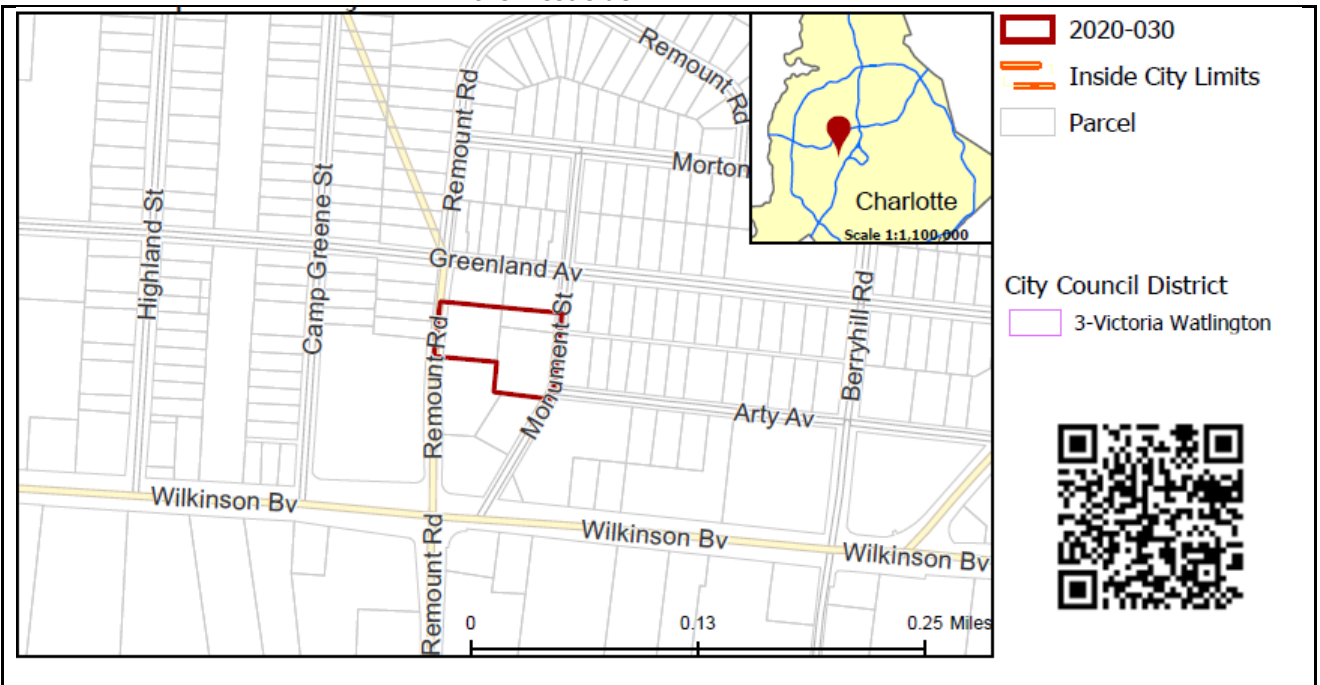 Remount Rd
Remount Rd
Morton
Highland St
Camp Greene St
Greenland Av
Remount Rd
Monument St
Berryhill Rd
Arty Av
Remount Rd
Wilkinson Bv
Wilkinson Bv
Wilkinson Bv
0
0.13
0.25 Miles
Charlotte
Scale 1:1,100,000
2020-030
Inside City Limits
Parcel
City Council District
3-Victoria Watlington
Remount Rd